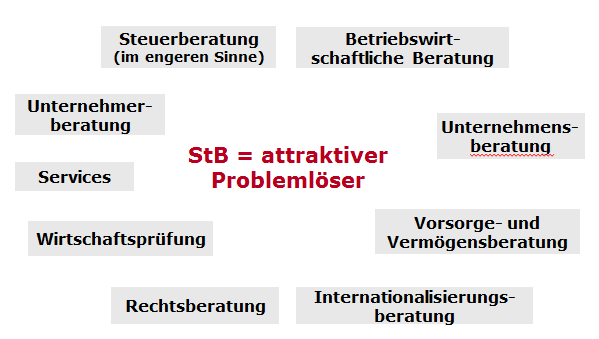 Steuerberatung
(im engeren Sinne)
Betriebswirt-
schaftliche Beratung
Unternehmer-
beratung
Unternehmens-
beratung
StB = attraktiver
Problemlöser
Services
Wirtschaftsprüfung
Vorsorge- und
Vermögensberatung
Rechtsberatung
Internationalisierungs-
beratung